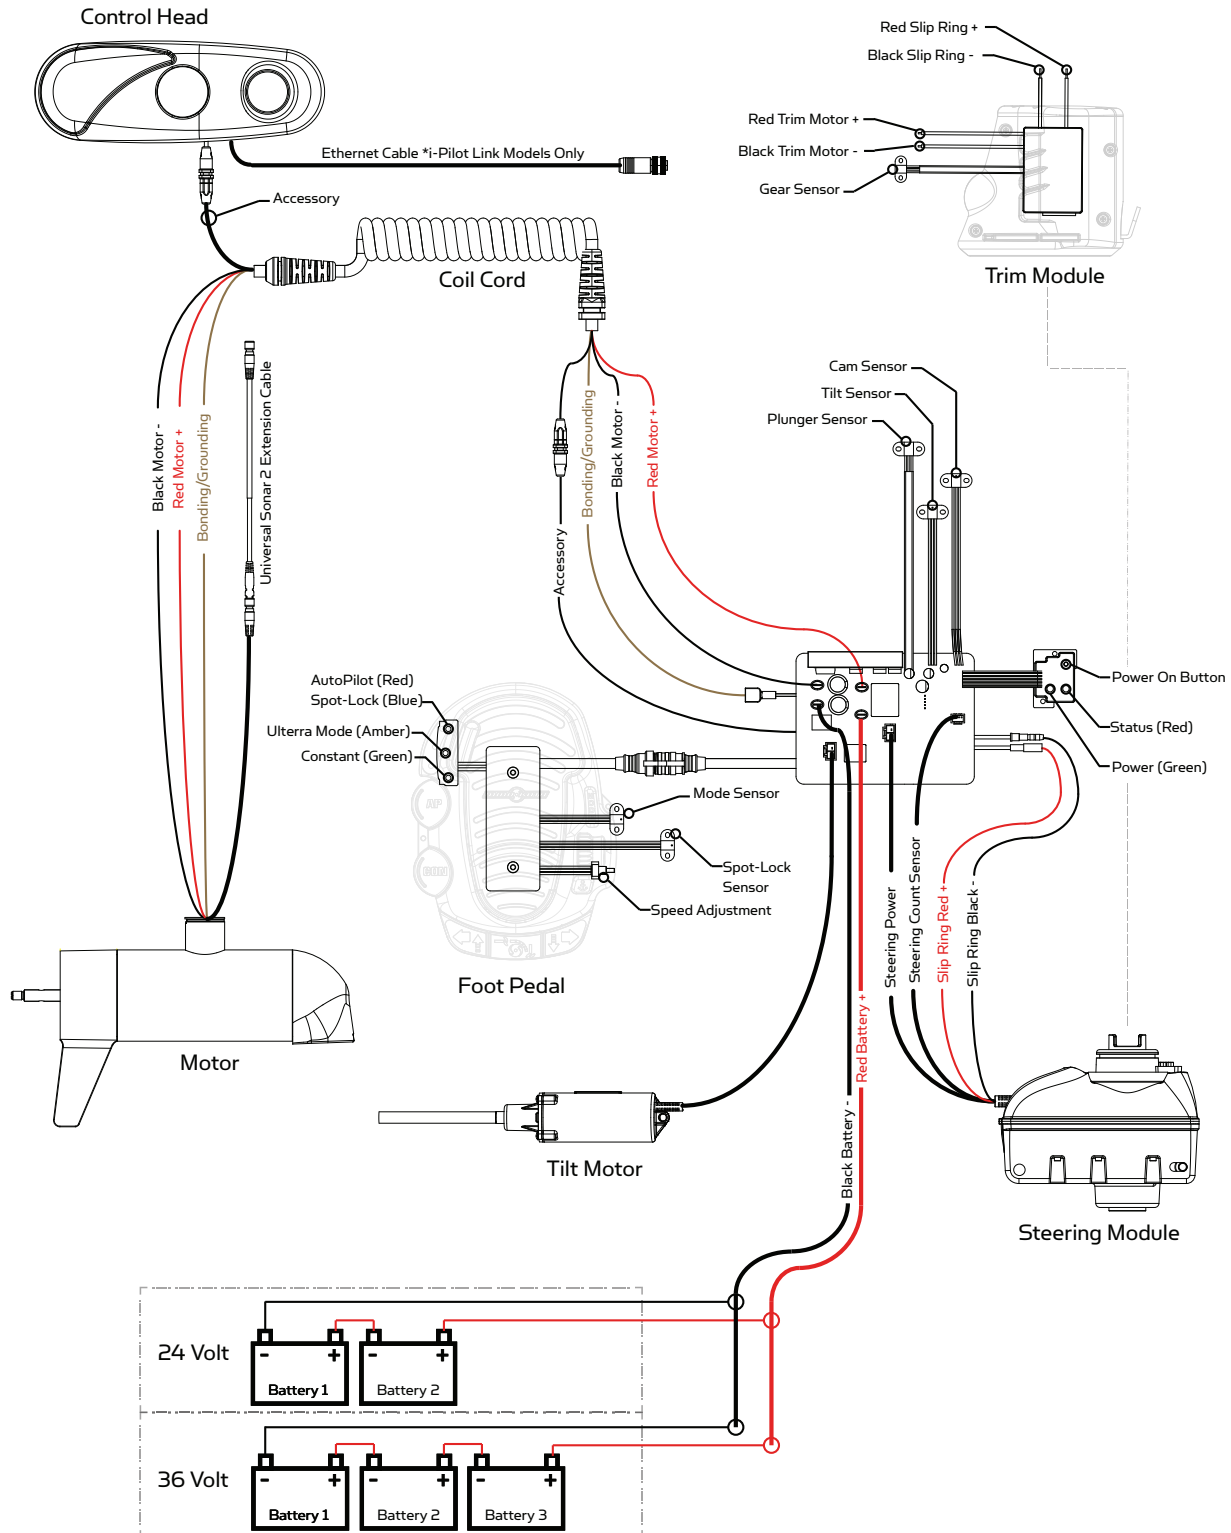 Control Head
Red Slip Ring +
Black Slip Ring -
Red Trim Motor +
Black Trim Motor -
Gear Sensor
Ethernet Cable *i-Pilot Link Models Only
Accessory
Coil Cord
Trim Module
Cam Sensor
Tilt Sensor
Plunger Sensor
Black Motor -
Red Motor +
Bonding/Grounding
Universal Sonar 2 Extension Cable
Accessory
Bonding/Grounding
Black Motor -
Red Motor +
Power On Button
Status (Red)
Power (Green)
AutoPilot (Red)
Spot-Lock (Blue)
Ulterra Mode (Amber)
Constant (Green)
AP
Mode Sensor
Spot-Lock
Sensor
Speed Adjustment
Foot Pedal
Steering Power
Steering Count Sensor
Slip Ring Red +
Slip Ring Black -
Motor
Tilt Motor
Black Battery -
Red Battery +
Steering Module
24 Volt
- +
Battery 1
- +
Battery 2
36 Volt
- +
Battery 1
- +
Battery 2
- +
Battery 3